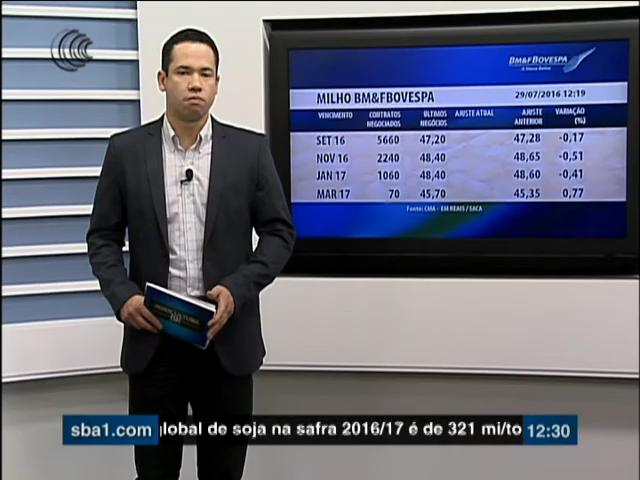 BM&FBOVESPA
A Nova Bolsa
MILHO BM&FBOVESPA 29/07/2016 12:19
VENCIMENTO CONTRATOS NEGOCIADOS ÚLTIMOS NEGÓCIOS AJUSTE ATUAL AJUSTE ANTERIOR VARIAÇÃO (%)
SET 16 5660 47,20 47,28 -0,17
NOV 16 2240 48,40 48,65 -0,51
JAN 17 1060 48,40 48,60 -0,41
MAR 17 70 45,70 45,35 0,77
Fonte: CMA - EM REAIS / SACA
sba1.com global de soja na safra 2016/17 é de 321 mi/to 12:30